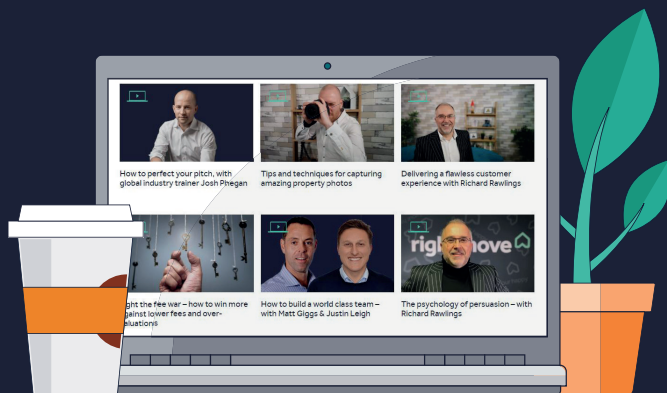 How to perfect your pitch, with
global industry trainer Josh Phegan
Tips and techniques for capturing
amazing property photos
Delivering a flawless customer
experience with Richard Rawlings
ght the fee war – how to win more
gainst lower fees and over-
aluations
How to build a world class team –
with Matt Giggs & Justin Leigh
rightmove
The psychology of persuasion – with
Richard Rawlings